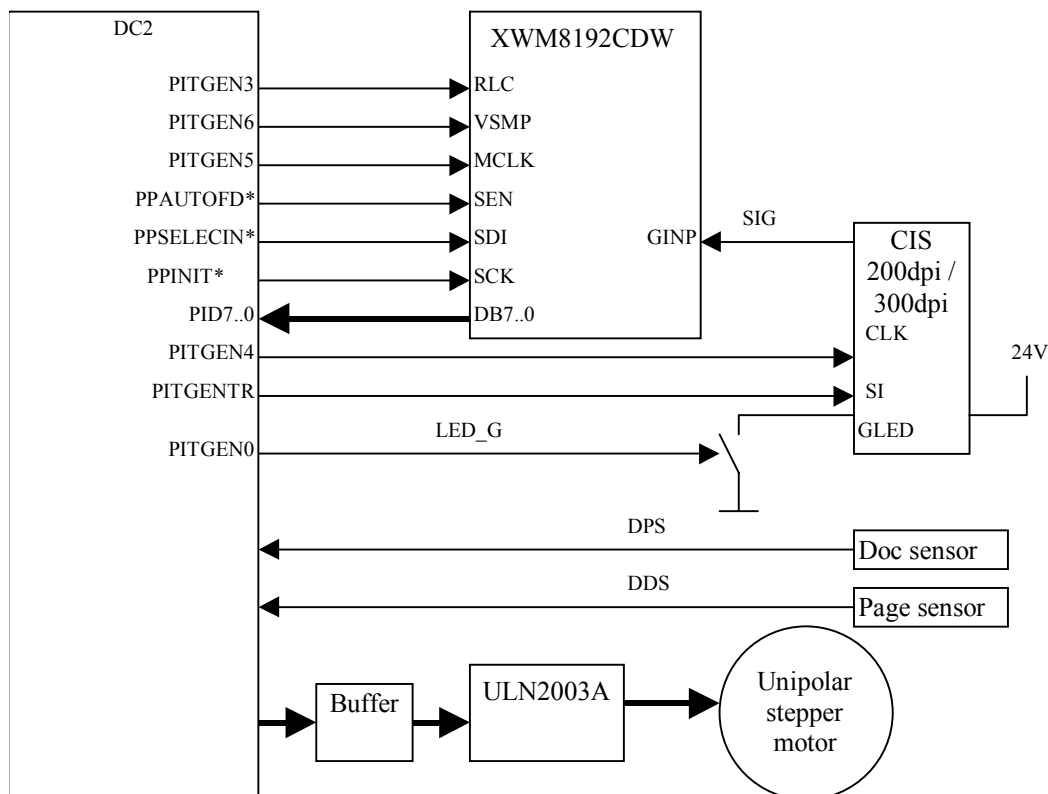 DC2
XWM8192CDW
PITGEN3
RLC
PITGEN6
VSMP
PITGEN5
MCLK
PPAUTOFD*
SEN
PPSELECIN*
SDI
GINP
SIG
PPINIT*
SCK
PID7..0
DB7..0
CIS
200dpi /
300dpi
CLK
PITGEN4
24V
PITGENTR
SI
PITGEN0
LED_G
GLED
DPS
Doc sensor
DDS
Page sensor
Buffer
ULN2003A
Unipolar
stepper
motor